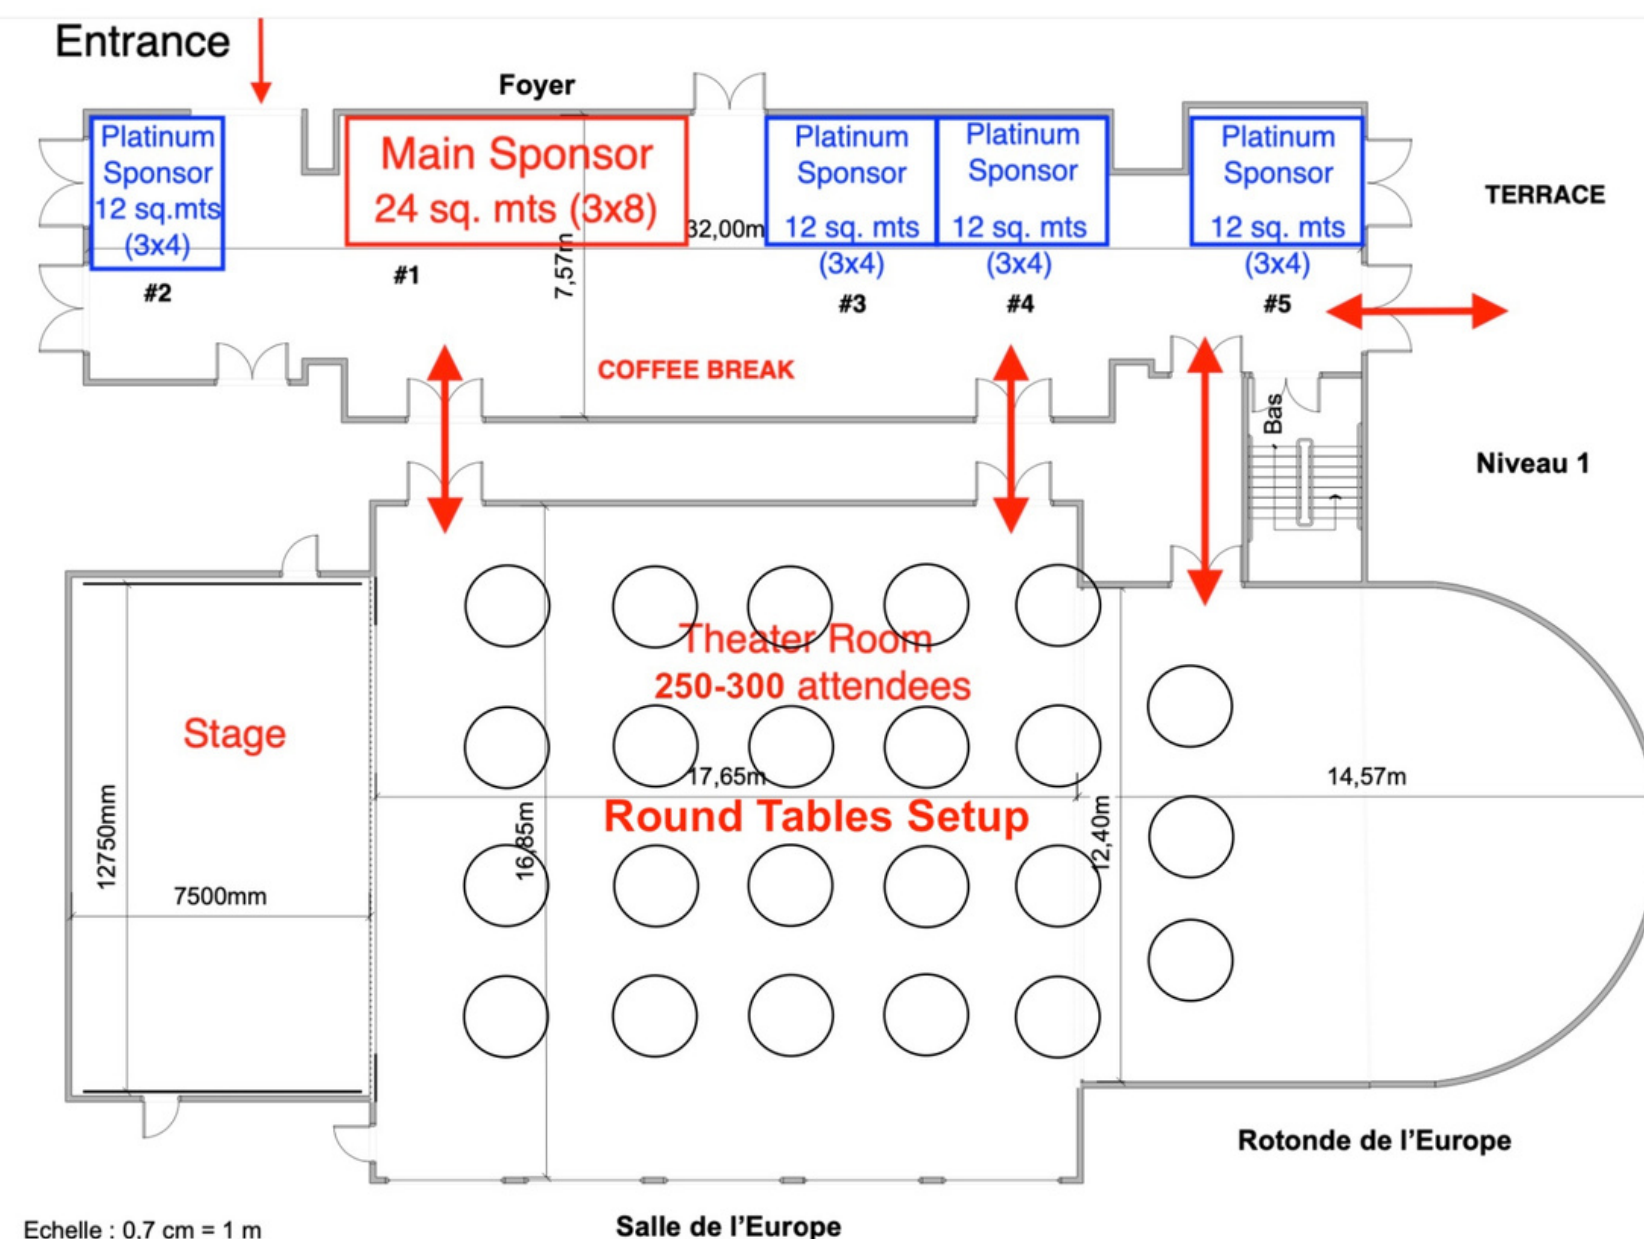 Entrance
Foyer
Platinum
Sponsor
12 sq.mts
(3x4)
#2
Main Sponsor
24 sq. mts (3x8)
#1
32,00m
7,57m
Platinum
Sponsor
12 sq. mts
(3x4)
#3
Platinum
Sponsor
12 sq. mts
(3x4)
#4
Platinum
Sponsor
12 sq. mts
(3x4)
#5
TERRACE
COFFEE BREAK
Bas
Niveau 1
Theater Room
250-300 attendees
Stage
17,65m
14,57m
Round Tables Setup
12750mm
16,85m
12,40m
7500mm
Rotonde de l’Europe
Salle de l’Europe
Echelle : 0,7 cm = 1 m